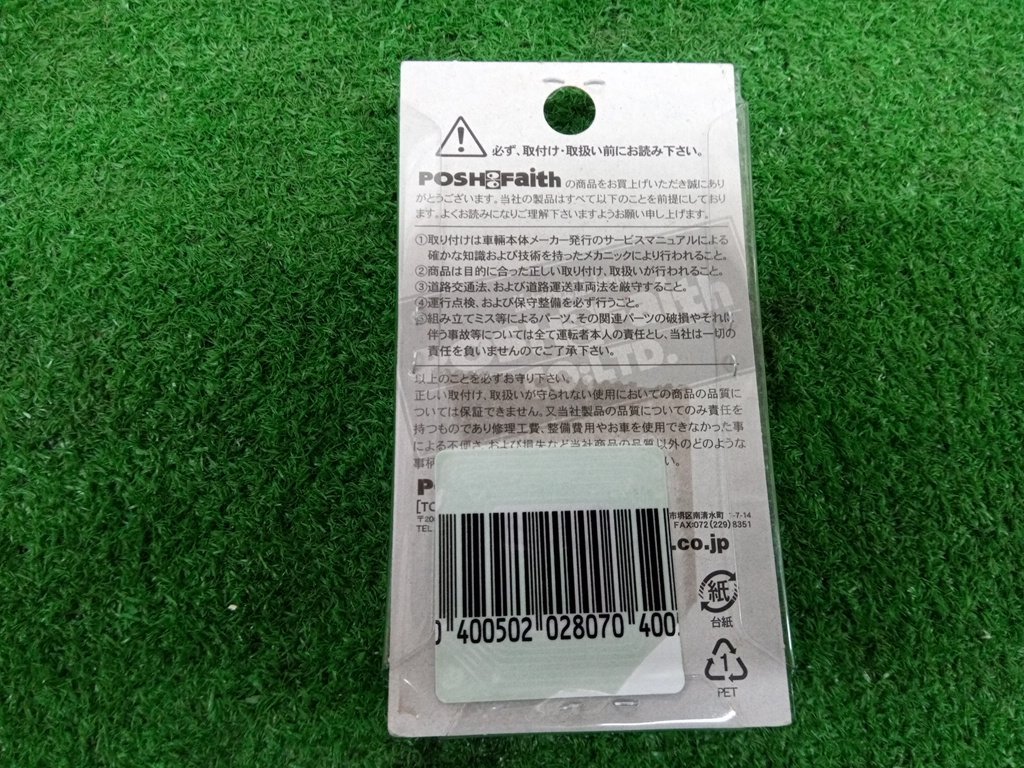 必ず、取付け・取扱い前にお読み下さい。
POSH Faith の商品をお買上げいただき誠にあり
がとうございます。当社の製品はすべて以下のことを前提にしており
ます。よくお読みになりご理解下さいますようお願い申し上げます。
①取り付けは車輛本体メーカー発行のサービスマニュアルによる
確かな知識および技術を持ったメカニックにより行われること。
②商品は目的に合った正しい取り付け、取扱いが行われること。
③道路交通法、および道路運送車両法を厳守すること。
④運行点検、および保守整備を必ず行うこと。
⑤組み立てミス等によるパーツ、その関連パーツの破損やそれに
伴う事故等については全て運転者本人の責任とし、当社は一切の
責任を負いませんのでご了承下さい。
CO.LTD.
以上のことを必ずお守り下さい。
正しい取付け、取扱いが守られない使用においての商品の品質に
ついては保証できません。又当社製品の品質についてのみ責任を
持つものであり修理工費、整備費用やお車を使用できなかった事
による不便さ、および損失など当社商品の品質以外のどのような
事柄 い。
P
[TO
〒20 市堺区南清水町 -7-14
TEL FAX:072(229)8351
.co.jp
0 400502 028070 400
紙
台紙
1
PET